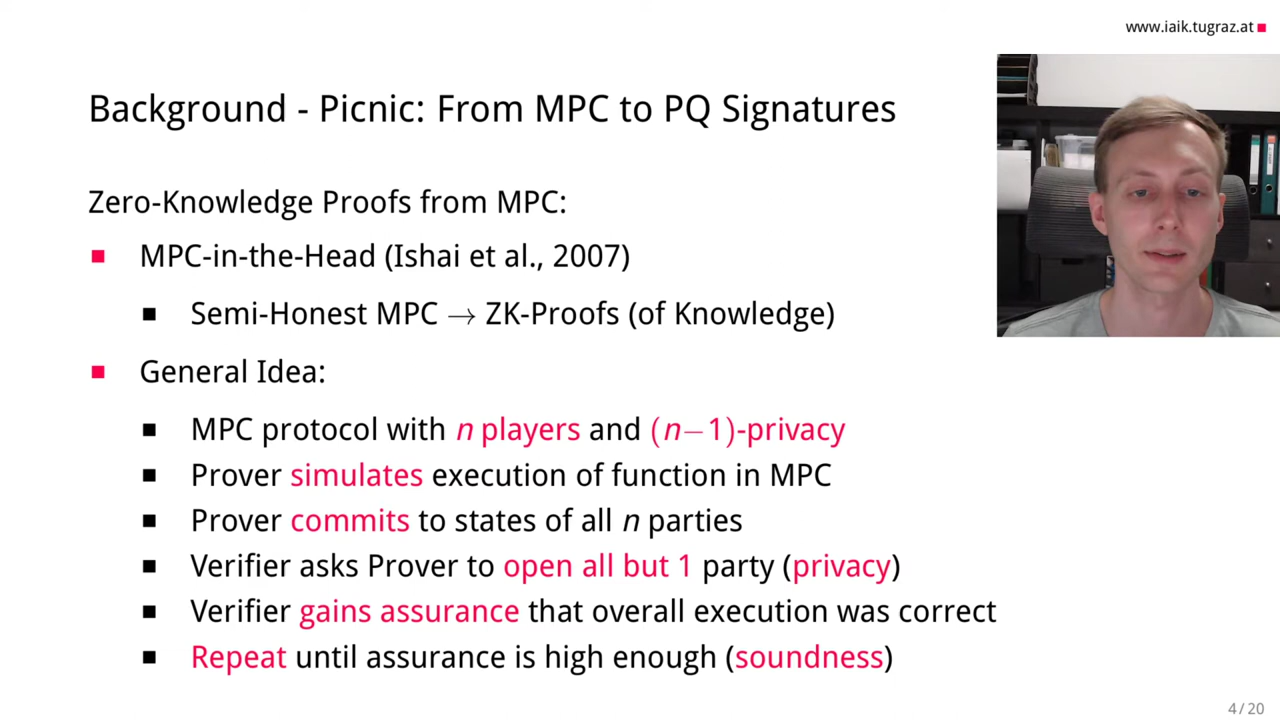 www.iaik.tugraz.at
Background - Picnic: From MPC to PQ Signatures
Zero-Knowledge Proofs from MPC:
MPC-in-the-Head (Ishai et al., 2007)
Semi-Honest MPC → ZK-Proofs (of Knowledge)
General Idea:
MPC protocol with n players and (n−1)-privacy
Prover simulates execution of function in MPC
Prover commits to states of all n parties
Verifier asks Prover to open all but 1 party (privacy)
Verifier gains assurance that overall execution was correct
Repeat until assurance is high enough (soundness)
4 / 20